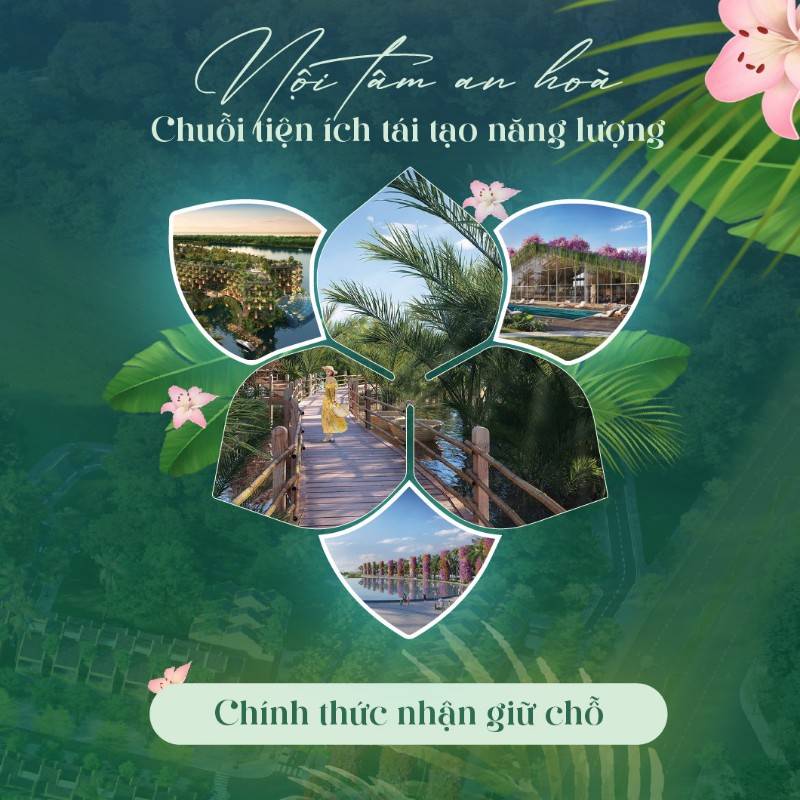 Nội tâm an hoà
Chuỗi tiện ích tái tạo năng lượng
Chính thức nhận giữ chỗ